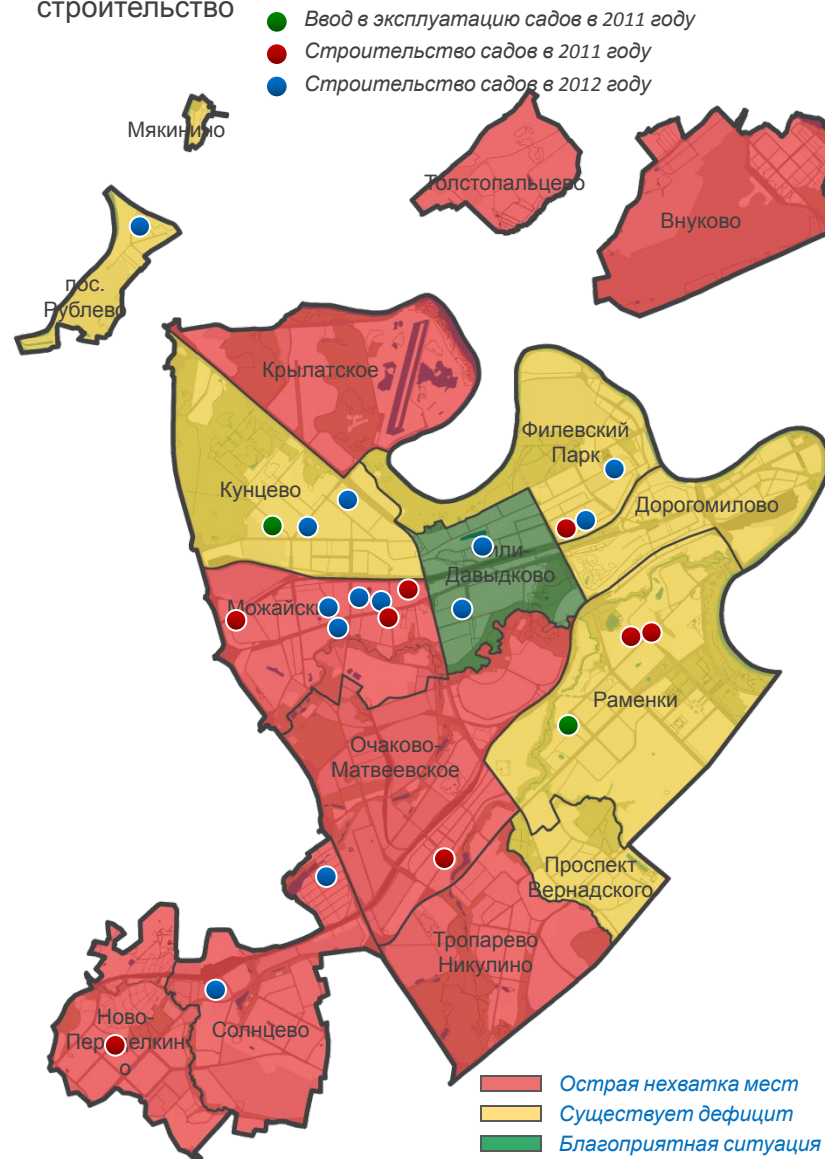 строительство
Ввод в эксплуатацию садов в 2011 году
Строительство садов в 2011 году
Строительство садов в 2012 году
Мякинино
Толстопальцево
Внуково
пос.
Рублево
Крылатское
Филевский
Парк
Кунцево
Дорогомилово
Давыдково
Раменки
Очаково-
Матвеевское
Проспект
Вернадского
Тропарево
Никулино
Ново-
Солнцево
Острая нехватка мест
Существует дефицит
Благоприятная ситуация